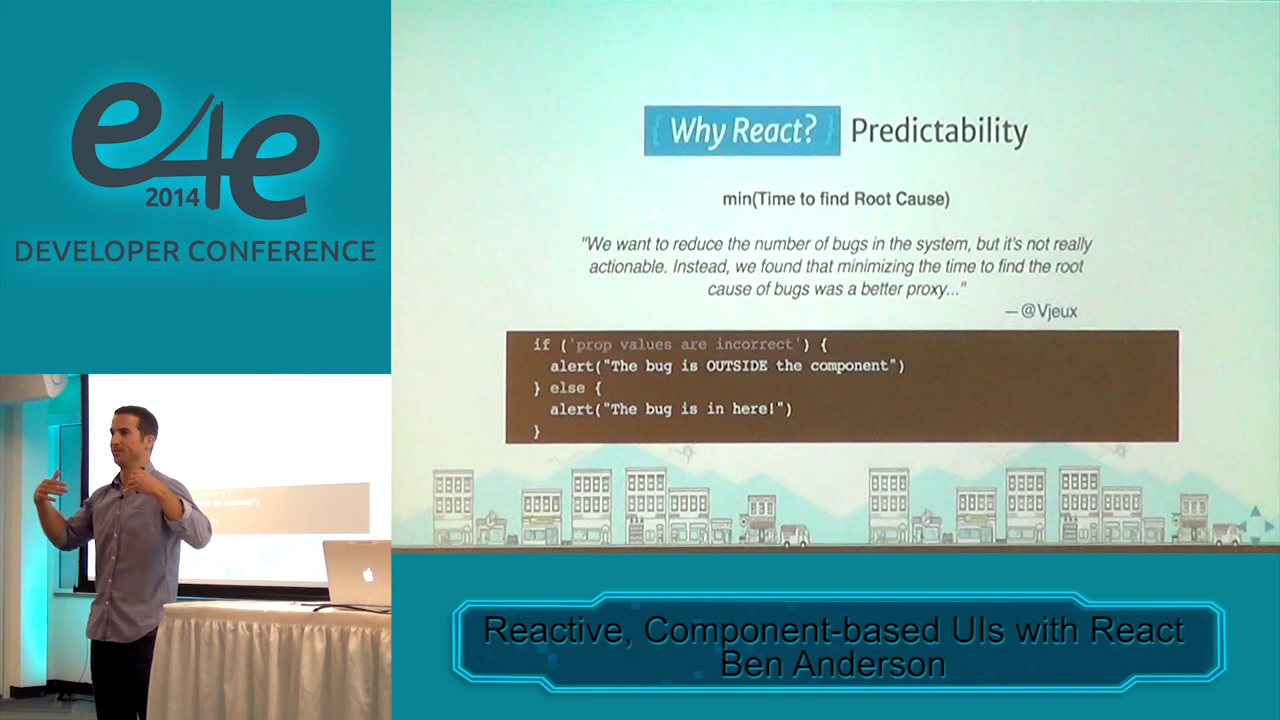 e4e
2014
DEVELOPER CONFERENCE
{ Why React? } Predictability
min(Time to find Root Cause)
"We want to reduce the number of bugs in the system, but it's not really
actionable. Instead, we found that minimizing the time to find the root
cause of bugs was a better proxy..."
— @Vjeux
if ('prop values are incorrect') {
alert("The bug is OUTSIDE the component")
} else {
alert("The bug is in here!")
}
Reactive, Component-based UIs with React
Ben Anderson